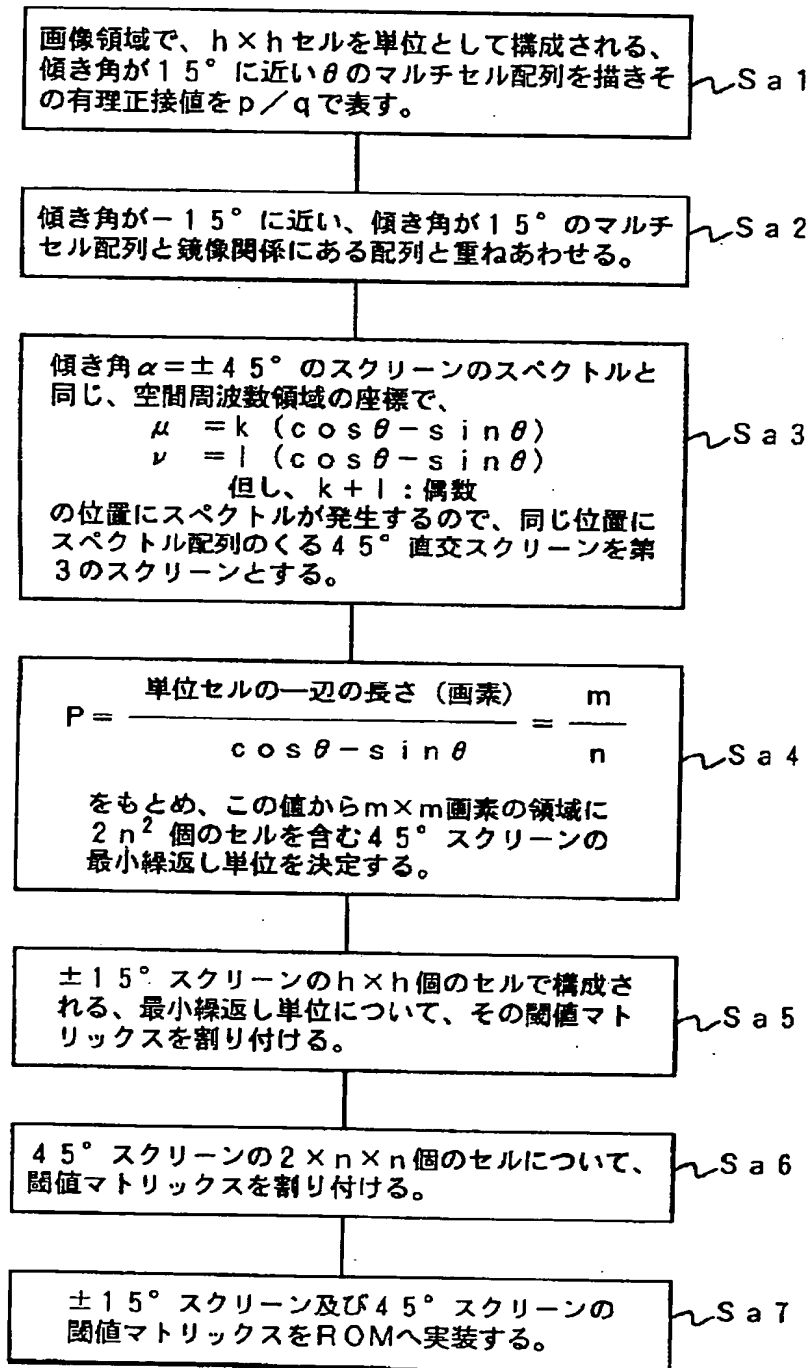 画像領域で、h×hセルを単位として構成される、
傾き角が15°に近いθのマルチセル配列を描きそ
の有理正接値をp/qで表す。
Sa1
傾き角が-15°に近い、傾き角が15°のマルチ
セル配列と鏡像関係にある配列と重ねあわせる。
Sa2
傾き角α=±45°のスクリーンのスペクトルと
同じ、空間周波数領域の座標で、
μ =k (cosθ-sinθ)
ν =l (cosθ-sinθ)
但し、k+l:偶数
の位置にスペクトルが発生するので、同じ位置に
スペクトル配列のくる45°直交スクリーンを第
3のスクリーンとする。
Sa3
単位セルの一辺の長さ(画素) m
P= =
cosθ-sinθ n
をもとめ、この値からm×m画素の領域に
2n² 個のセルを含む45°スクリーンの
最小繰返し単位を決定する。
Sa4
±15°スクリーンのh×h個のセルで構成さ
れる、最小繰返し単位について、その閾値マト
リックスを割り付ける。
Sa5
45°スクリーンの2×n×n個のセルについて、
閾値マトリックスを割り付ける。
Sa6
±15°スクリーン及び45°スクリーンの
閾値マトリックスをROMへ実装する。
Sa7